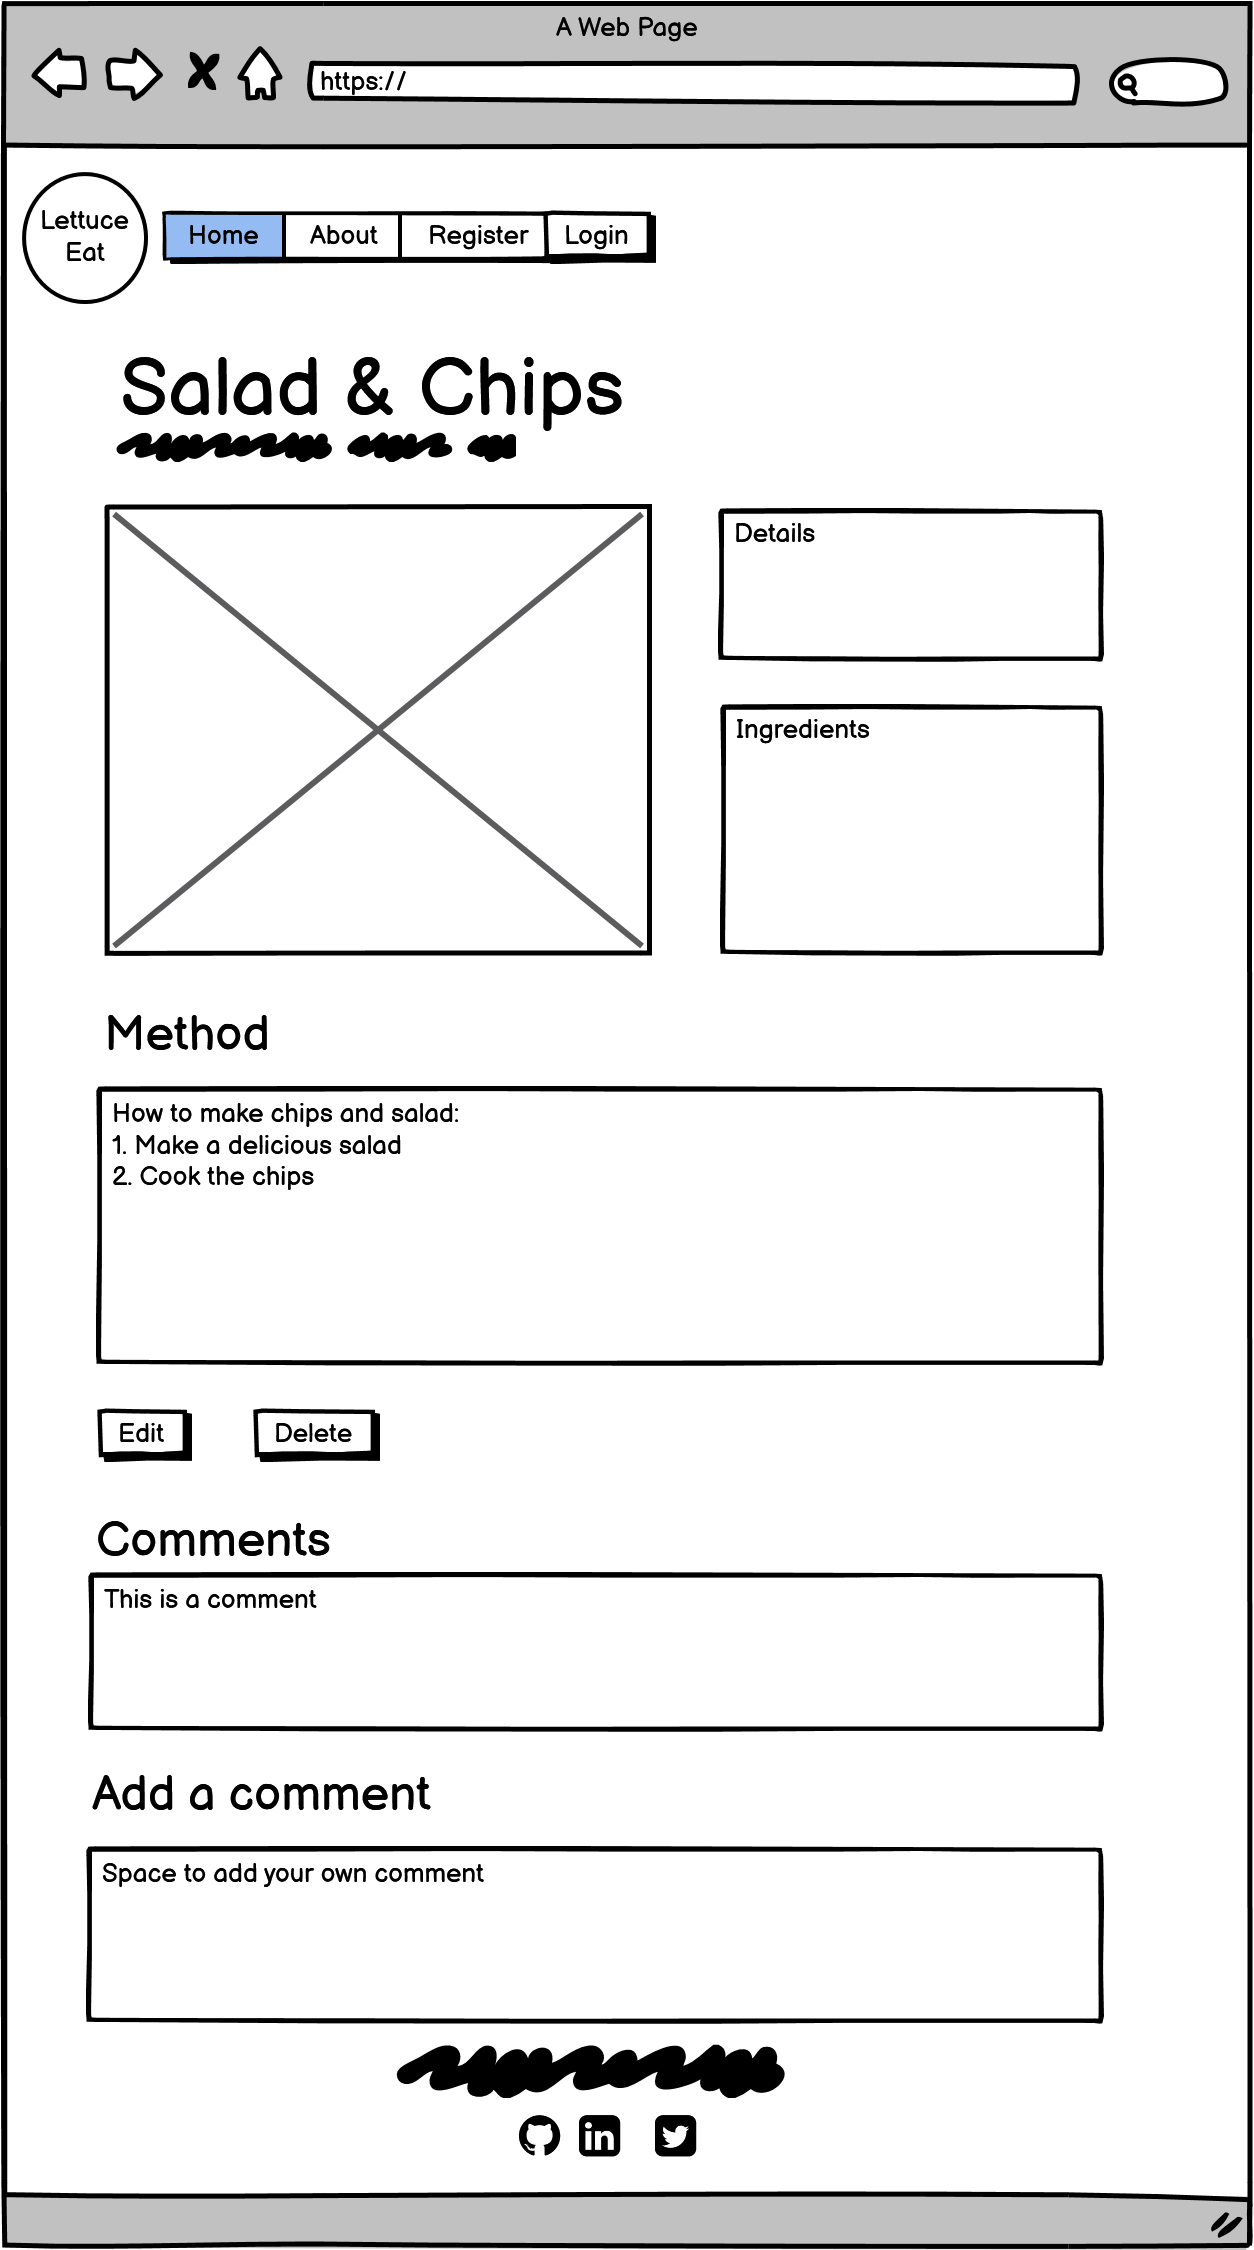 A Web Page
https://
Lettuce
Eat
Home About Register Login
Salad & Chips
Details
Ingredients
Method
How to make chips and salad:
1. Make a delicious salad
2. Cook the chips
Edit Delete
Comments
This is a comment
Add a comment
Space to add your own comment
in